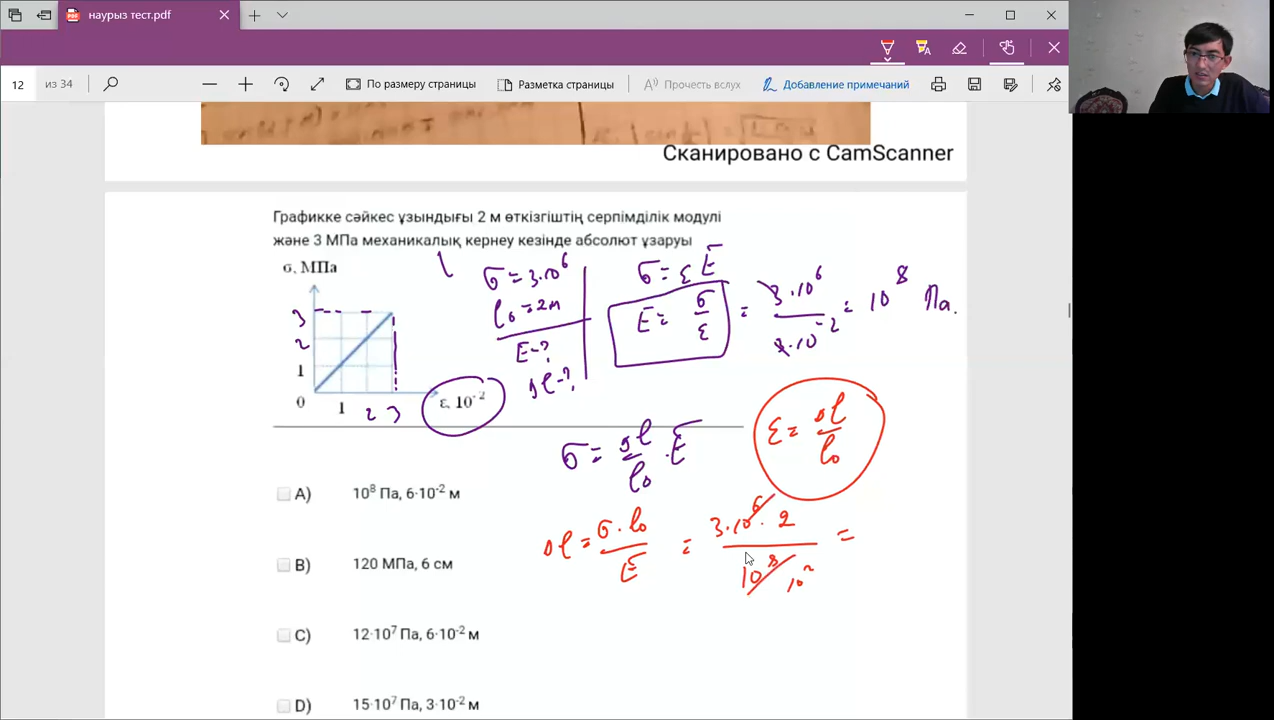 наурыз тест.pdf
12 из 34
По размеру страницы
Разметка страницы
Прочесть вслух
Добавление примечаний
Сканировано с CamScanner
Графикке сәйкес ұзындығы 2 м өткізгіштің серпімділік модулі
және 3 МПа механикалық кернеу кезінде абсолют ұзаруы
σ, МПа
3
2
1
0
1 2 3
ε, 10⁻²
σ = 3·10⁶
l₀ = 2м
E-?
Δl-?
σ = ε E
E = σ/ε = 3·10⁶/3·10⁻² = 10⁸ Па.
σ = Δl/l₀ · E
ε = Δl/l₀
Δl = σ·l₀/E = 3·10⁶·2/10⁸ 10² =
A) 10⁸ Па, 6·10⁻² м
B) 120 МПа, 6 см
C) 12·10⁷ Па, 6·10⁻² м
D) 15·10⁷ Па, 3·10⁻² м